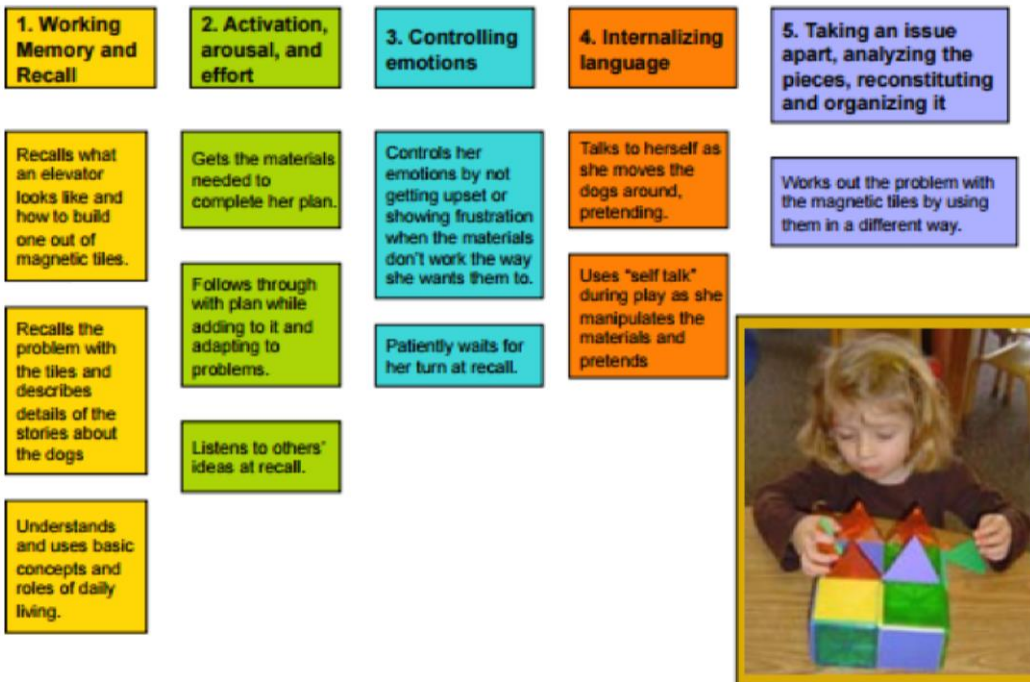 1. Working
Memory and
Recall
Recalls what
an elevator
looks like and
how to build
one out of
magnetic tiles.
Recalls the
problem with
the tiles and
describes
details of the
stories about
the dogs
Understands
and uses basic
concepts and
roles of daily
living.
2. Activation,
arousal, and
effort
Gets the materials
needed to
complete her plan.
Follows through
with plan while
adding to it and
adapting to
problems.
Listens to others'
ideas at recall.
3. Controlling
emotions
Controls her
emotions by not
getting upset or
showing frustration
when the materials
don't work the way
she wants them to.
Patiently waits for
her turn at recall.
4. Internalizing
language
Talks to herself as
she moves the
dogs around,
pretending.
Uses "self talk"
during play as she
manipulates the
materials and
pretends
5. Taking an issue
apart, analyzing the
pieces, reconstituting
and organizing it
Works out the problem with
the magnetic tiles by using
them in a different way.